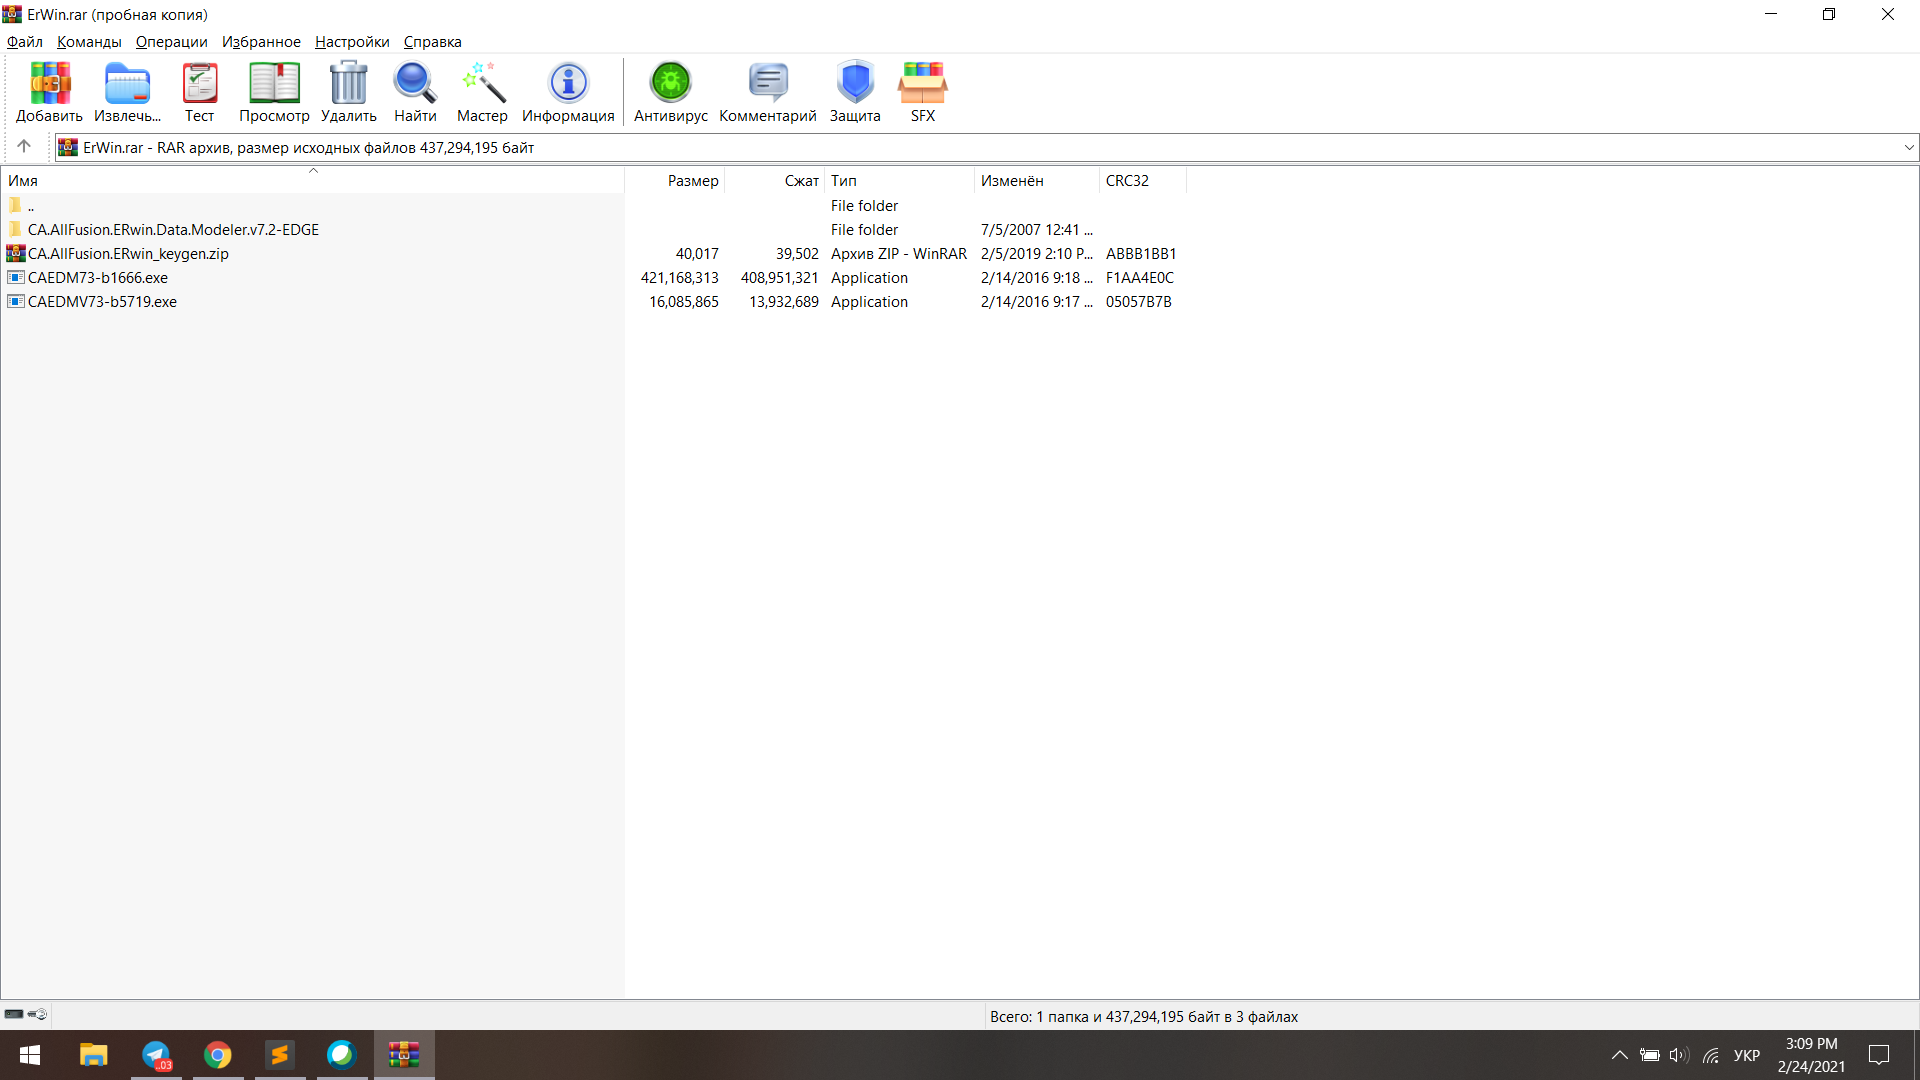 ErWin.rar (пробная копия)
Файл Команды Операции Избранное Настройки Справка
Добавить Извлечь... Тест Просмотр Удалить Найти Мастер Информация Антивирус Комментарий Защита SFX
ErWin.rar - RAR архив, размер исходных файлов 437,294,195 байт
Имя Размер Сжат Тип Изменён CRC32
.. File folder
CA.AllFusion.ERwin.Data.Modeler.v7.2-EDGE File folder 7/5/2007 12:41 ...
CA.AllFusion.ERwin_keygen.zip 40,017 39,502 Архив ZIP - WinRAR 2/5/2019 2:10 P... ABBB1BB1
CAEDM73-b1666.exe 421,168,313 408,951,321 Application 2/14/2016 9:18 ... F1AA4E0C
CAEDMV73-b5719.exe 16,085,865 13,932,689 Application 2/14/2016 9:17 ... 05057B7B
Всего: 1 папка и 437,294,195 байт в 3 файлах
..03
УКР
3:09 PM
2/24/2021